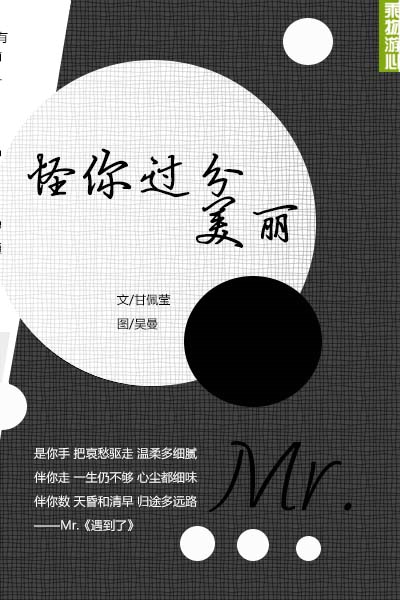 乘物游心
怪你过分
美丽
文/甘佩莹
图/吴曼
是你手 把哀愁驱走 温柔多细腻
伴你走 一生仍不够 心尘都细味
伴你数 天昏和清早 归途多远路
——Mr.《遇到了》
Mr.